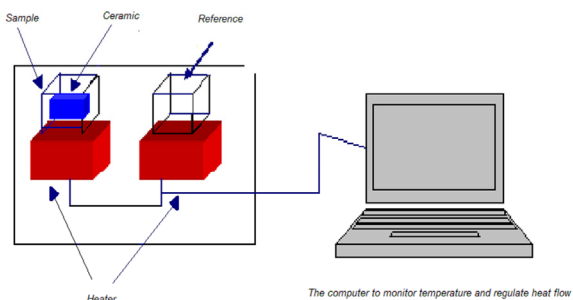 Sample
Ceramic
Reference
Heater
The computer to monitor temperature and regulate heat flow